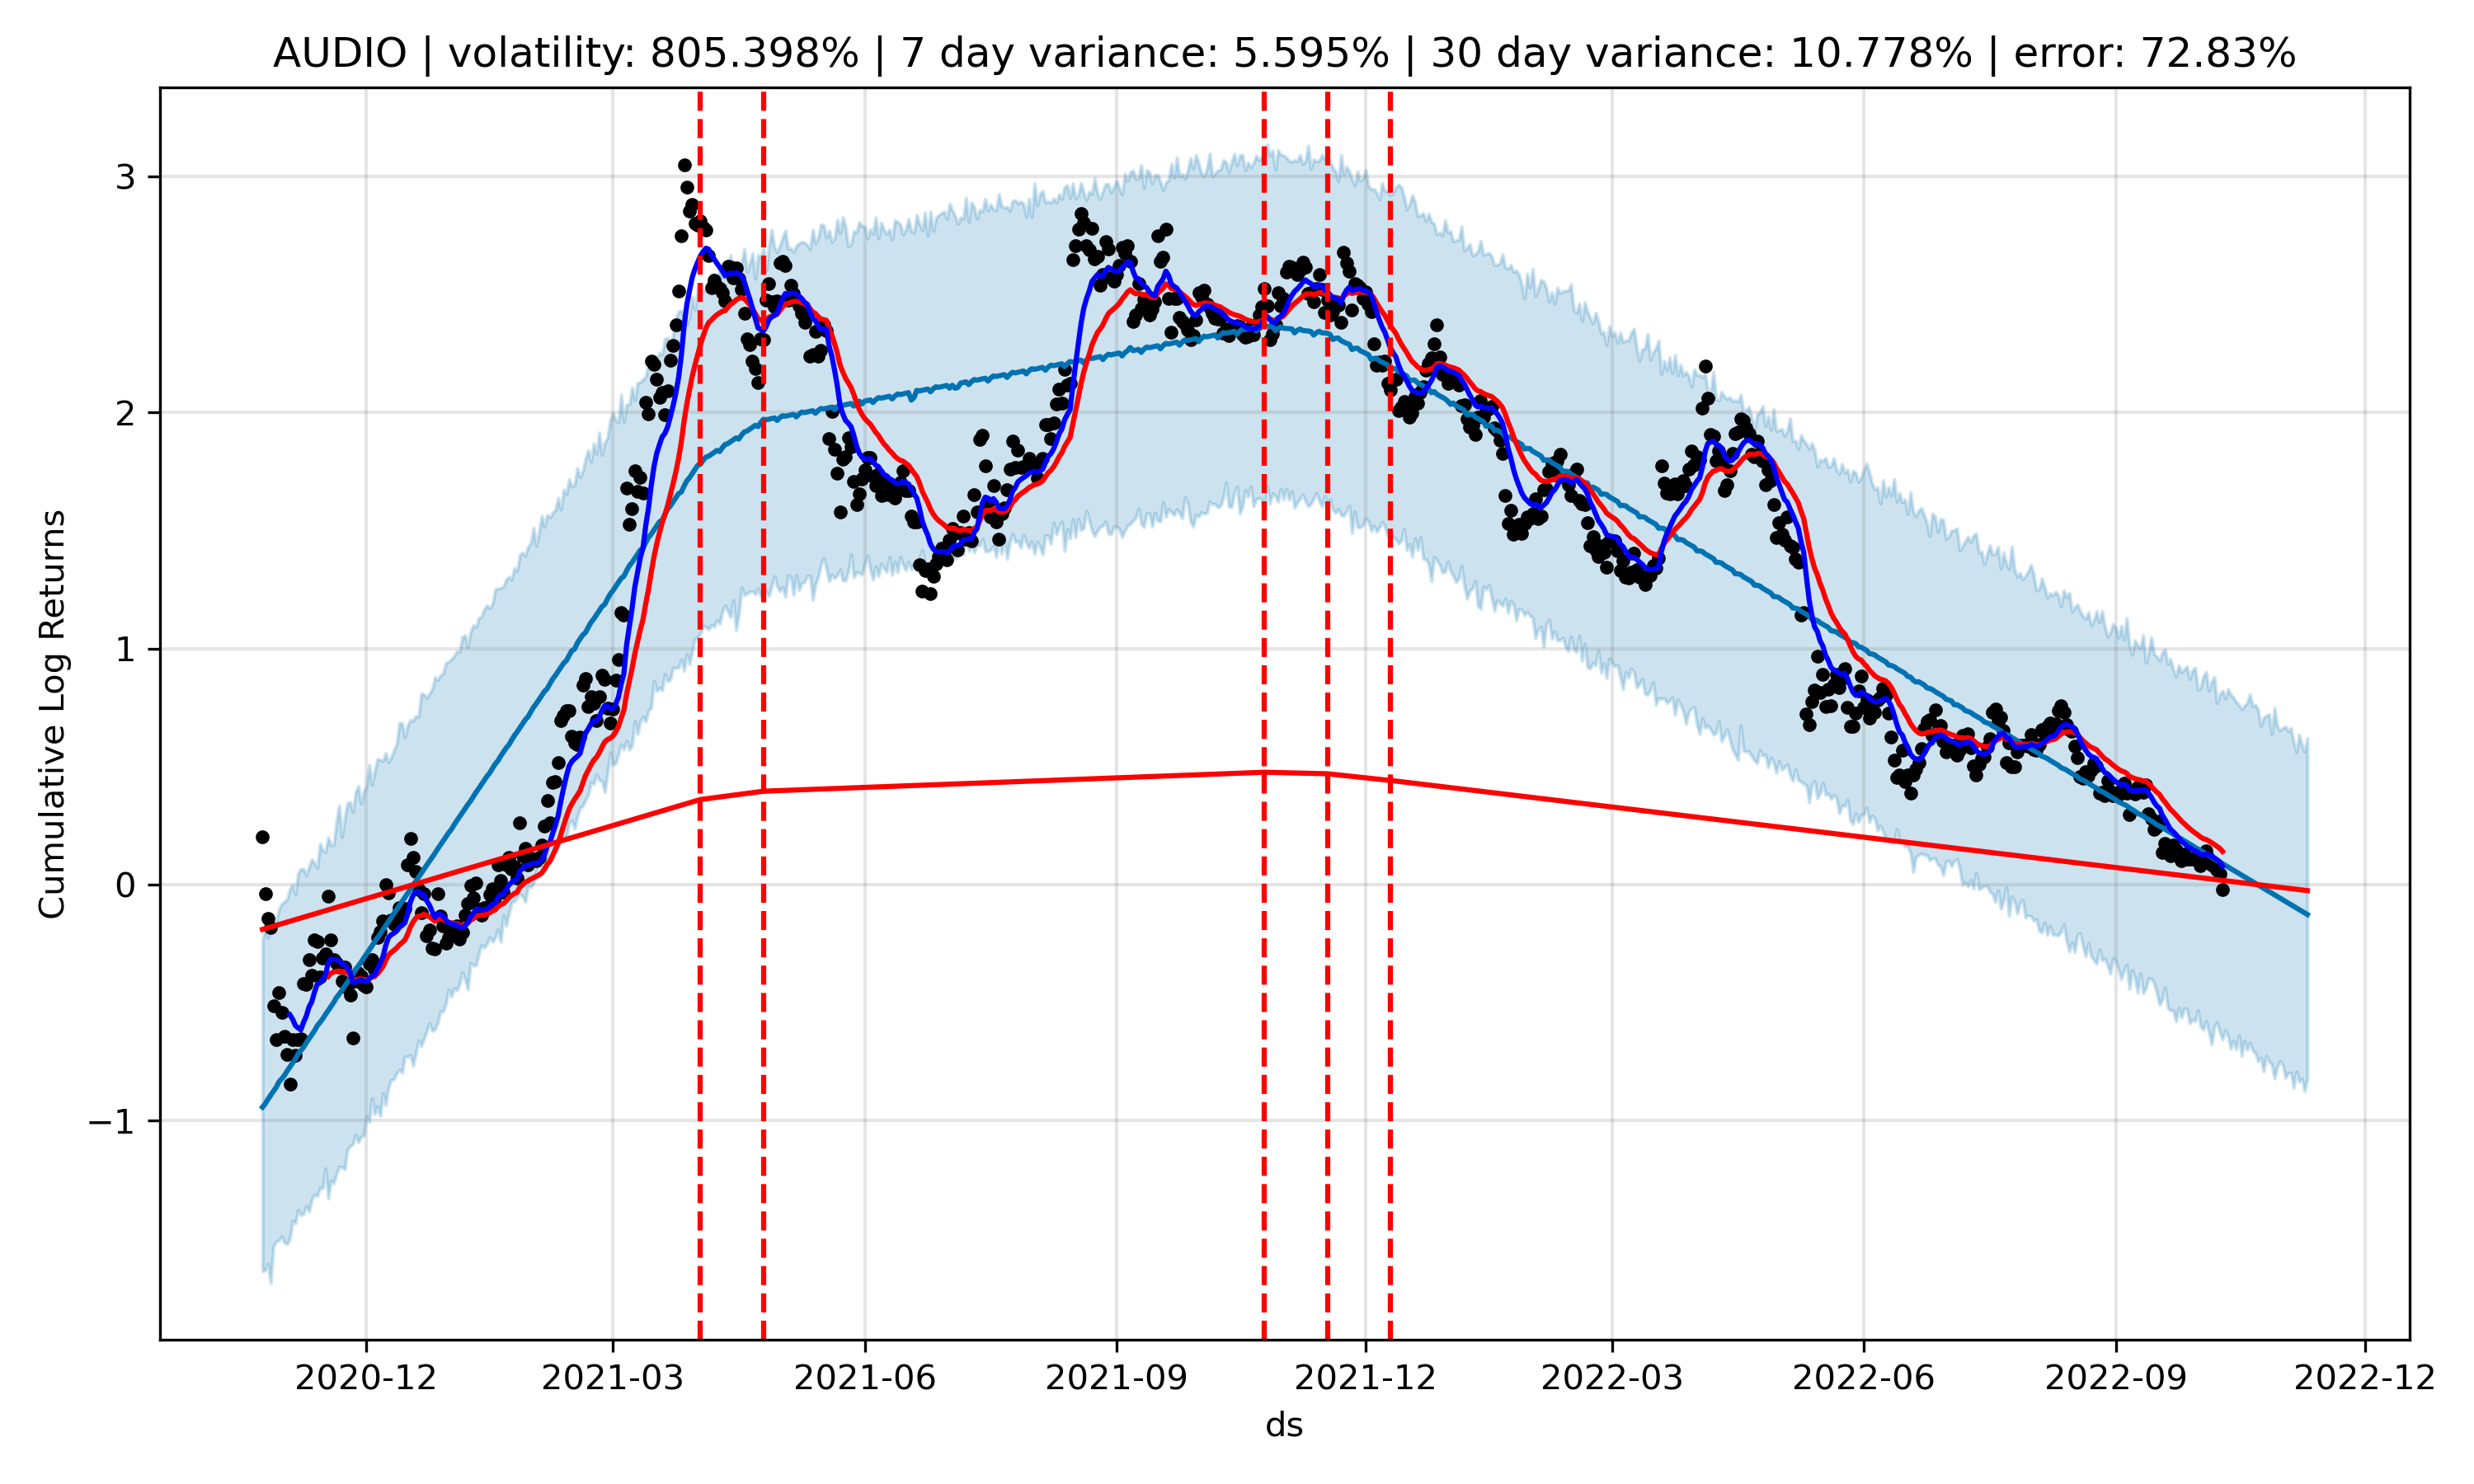 AUDIO | volatility: 805.398% | 7 day variance: 5.595% | 30 day variance: 10.778% | error: 72.83%
Cumulative Log Returns
3
2
1
0
−1
2020-12 2021-03 2021-06 2021-09 2021-12 2022-03 2022-06 2022-09 2022-12
ds